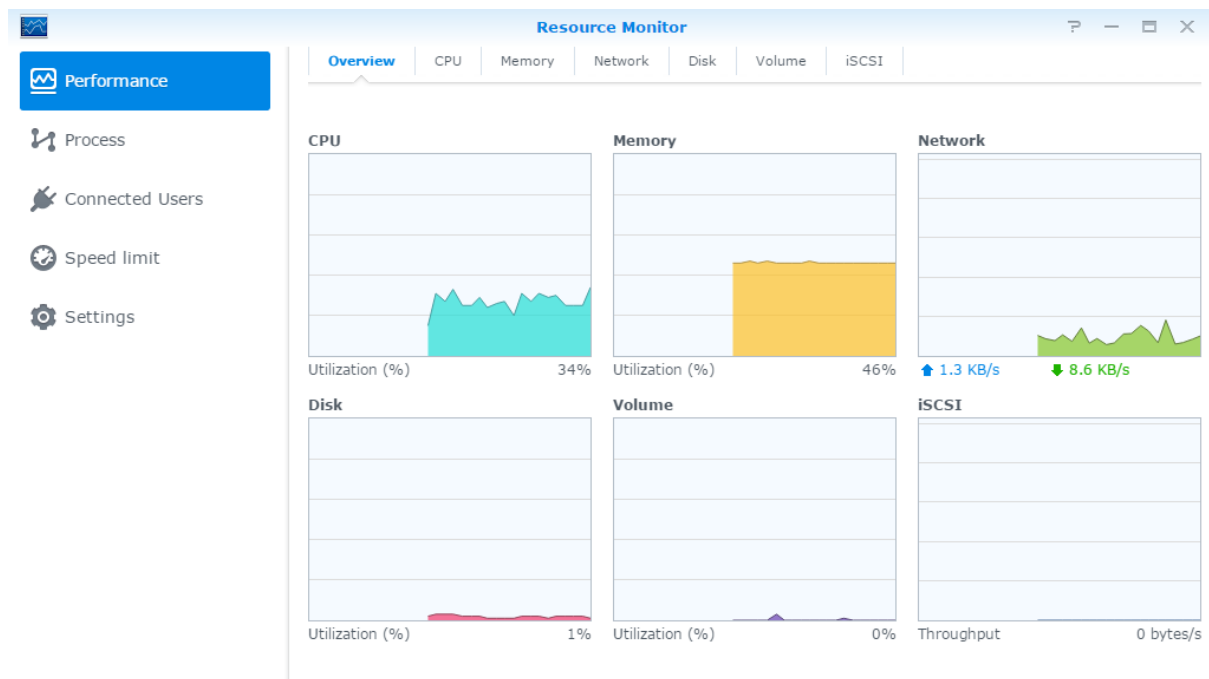 Resource Monitor
Performance
Process
Connected Users
Speed limit
Settings
Overview CPU Memory Network Disk Volume iSCSI
CPU
Utilization (%) 34%
Memory
Utilization (%) 46%
Network
1.3 KB/s 8.6 KB/s
Disk
Utilization (%) 1%
Volume
Utilization (%) 0%
iSCSI
Throughput 0 bytes/s